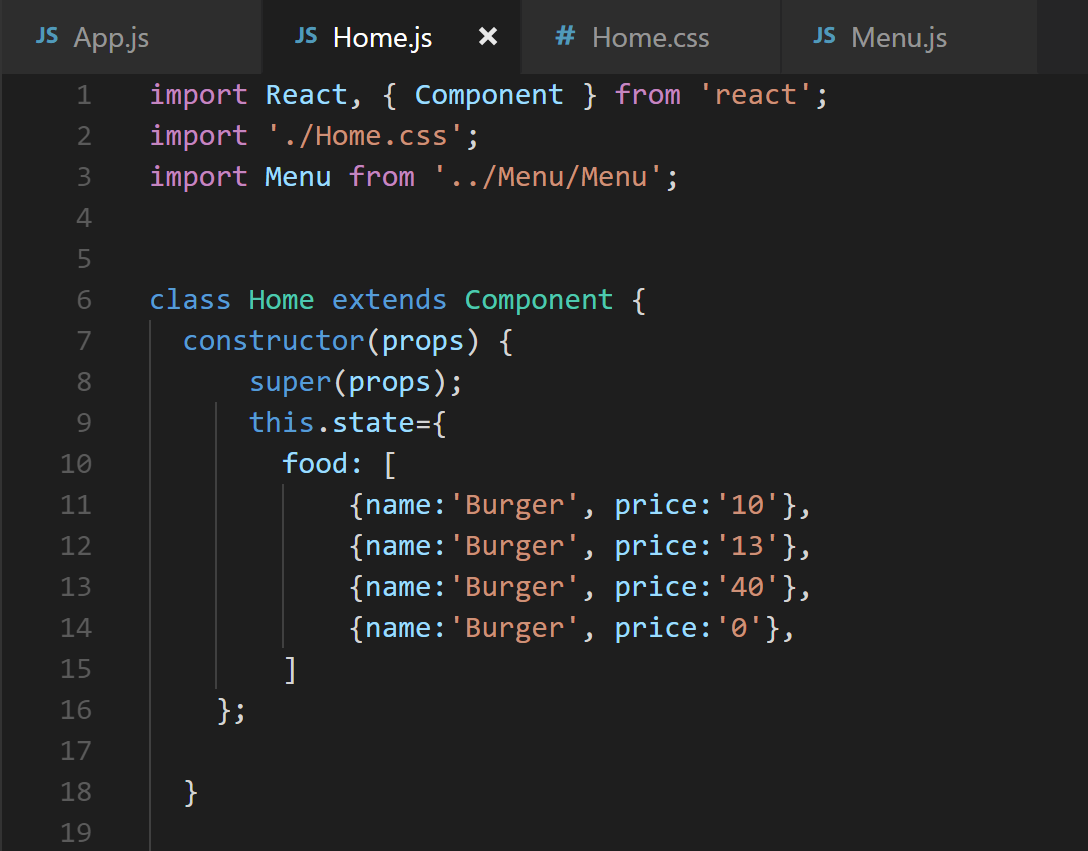 JS App.js JS Home.js × # Home.css JS Menu.js
1 import React, { Component } from 'react';
2 import './Home.css';
3 import Menu from '../Menu/Menu';
4
5
6 class Home extends Component {
7 constructor(props) {
8 super(props);
9 this.state={
10 food: [
11 {name:'Burger', price:'10'},
12 {name:'Burger', price:'13'},
13 {name:'Burger', price:'40'},
14 {name:'Burger', price:'0'},
15 ]
16 };
17
18 }
19